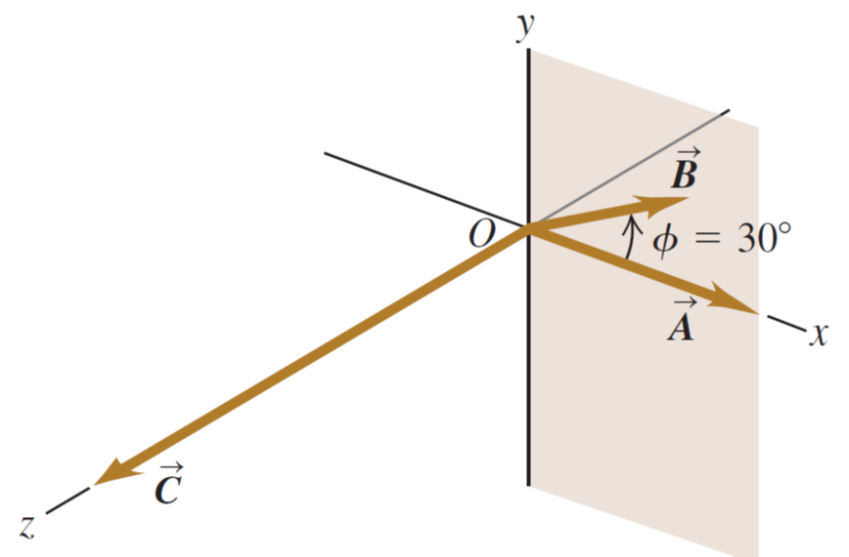 y
B⃗
O
ϕ = 30°
A⃗
x
C⃗
z